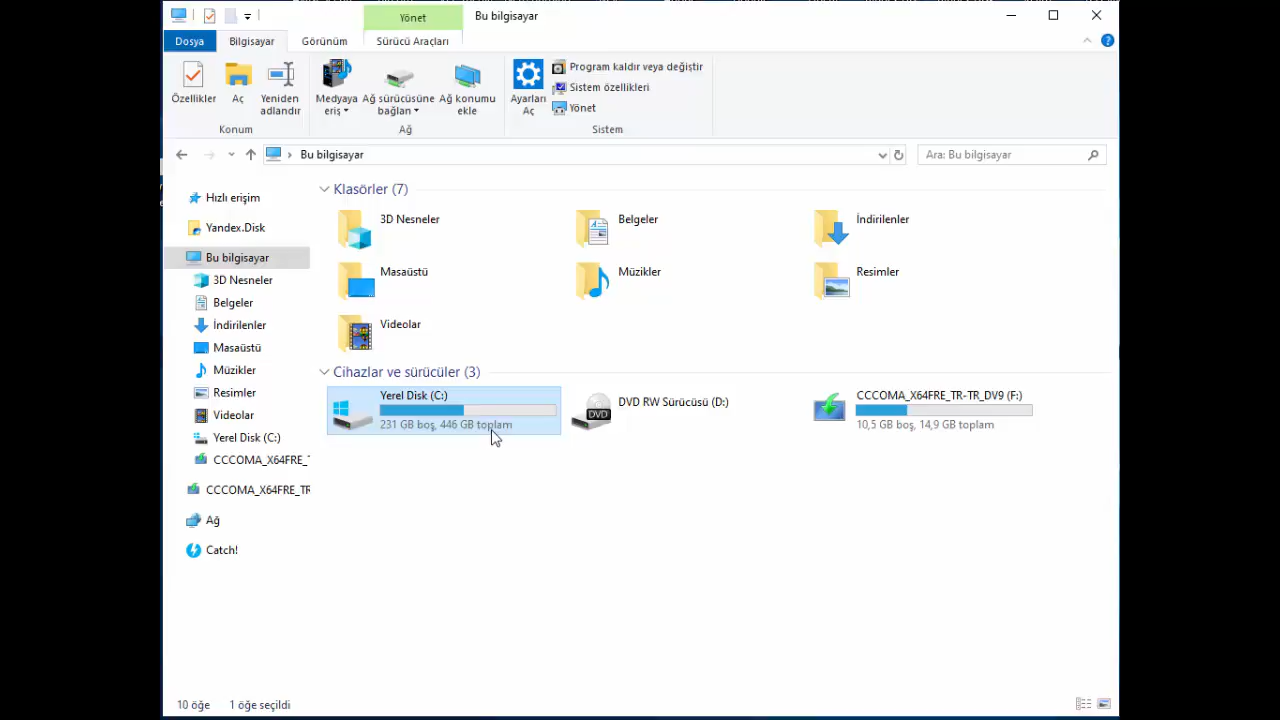 Yönet
Bu bilgisayar
Dosya
Bilgisayar
Görünüm
Sürücü Araçları
Özellikler
Aç
Yeniden
adlandır
Medyaya
eriş
Ağ sürücüsüne
bağlan
Ağ konumu
ekle
Ayarları
Aç
Program kaldır veya değiştir
Sistem özellikleri
Yönet
Konum
Ağ
Sistem
Bu bilgisayar
Ara: Bu bilgisayar
Hızlı erişim
Yandex.Disk
Bu bilgisayar
3D Nesneler
Belgeler
İndirilenler
Masaüstü
Müzikler
Resimler
Videolar
Yerel Disk (C:)
CCCOMA_X64FRE_
CCCOMA_X64FRE_TR
Ağ
Catch!
Klasörler (7)
3D Nesneler
Belgeler
İndirilenler
Masaüstü
Müzikler
Resimler
Videolar
Cihazlar ve sürücüler (3)
Yerel Disk (C:)
231 GB boş, 446 GB toplam
DVD RW Sürücüsü (D:)
DVD
CCCOMA_X64FRE_TR-TR_DV9 (F:)
10,5 GB boş, 14,9 GB toplam
10 öğe
1 öğe seçildi